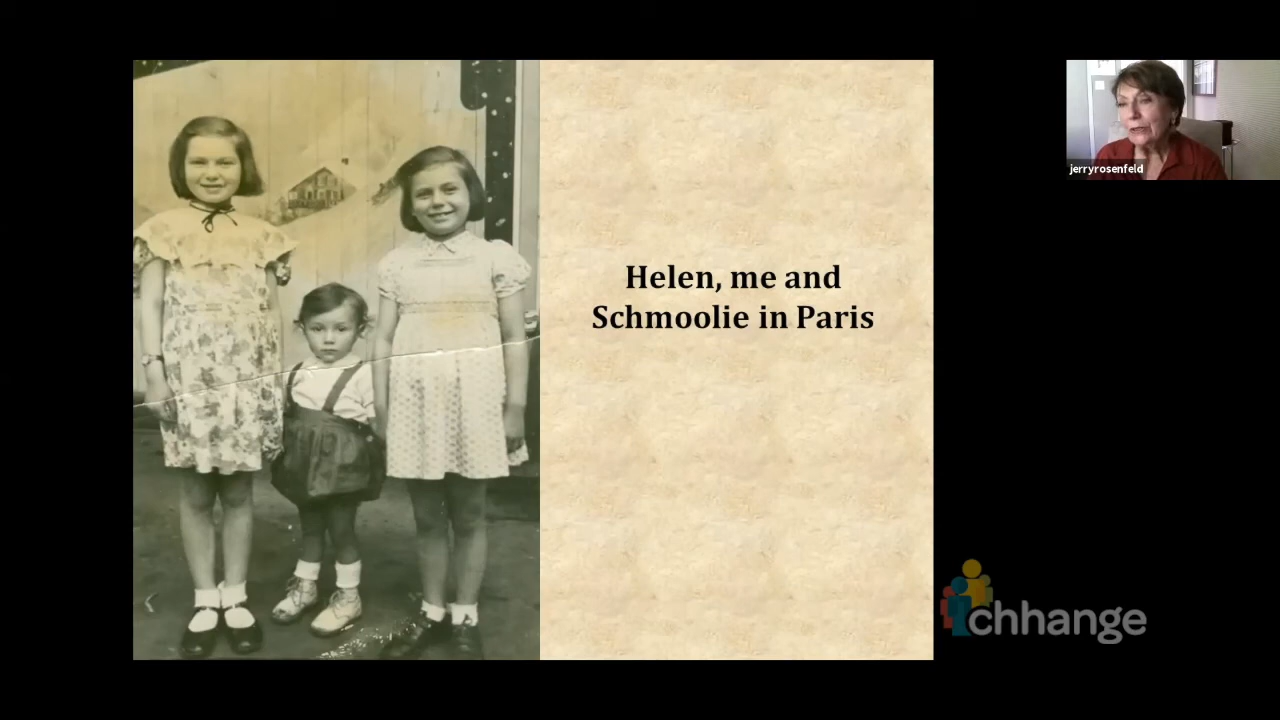 jerryrosenfeld
Helen, me and
Schmoolie in Paris
chhange